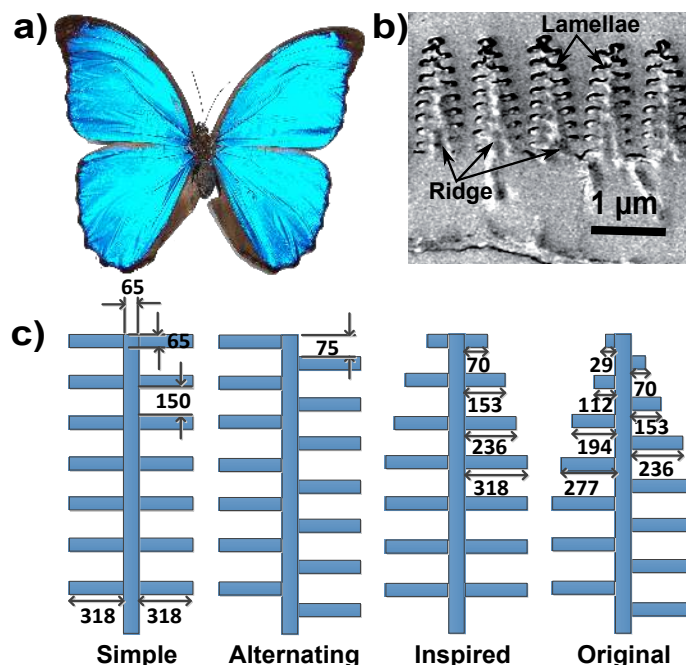 a)
b)
Lamellae
Ridge
1 µm
c)
65
65
150
318
318
75
70
153
236
318
29
112
194
277
70
153
236
Simple
Alternating
Inspired
Original